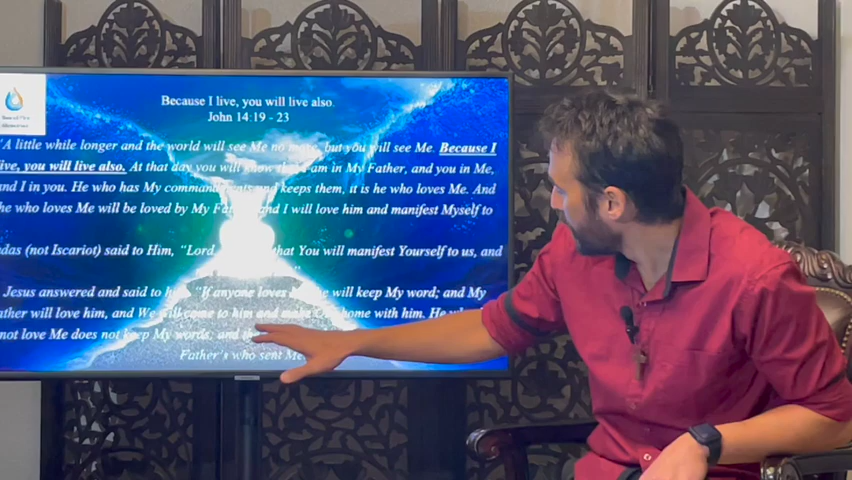 Because I live, you will live also.
John 14:19 - 23
"A little while longer and the world will see Me no more, but you will see Me. Because I
live, you will live also. At that day you will know that I am in My Father, and you in Me,
and I in you. He who has My commandments and keeps them, it is he who loves Me. And
he who loves Me will be loved by My Father, and I will love him and manifest Myself to
das (not Iscariot) said to Him, "Lord, that You will manifest Yourself to us, and
Jesus answered and said to him "If anyone loves he will keep My word; and My
ather will love him, and We will come to him and make Our home with him. He
not love Me does not keep My words, and the
Father's who sent Me